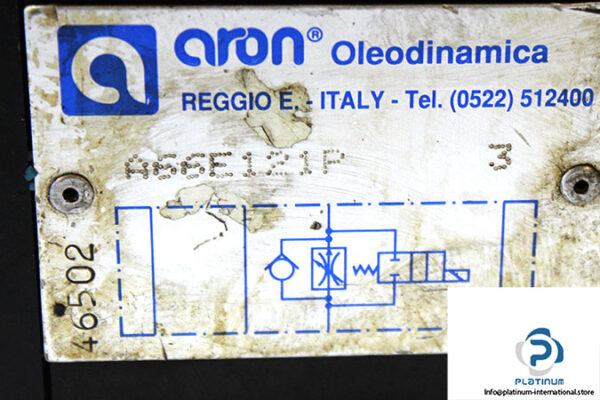 aron® Oleodinamica
REGGIO E. - ITALY - Tel. (0522) 512400
A66E121P 3
46502
PLATINUM
Info@platinum-international.store